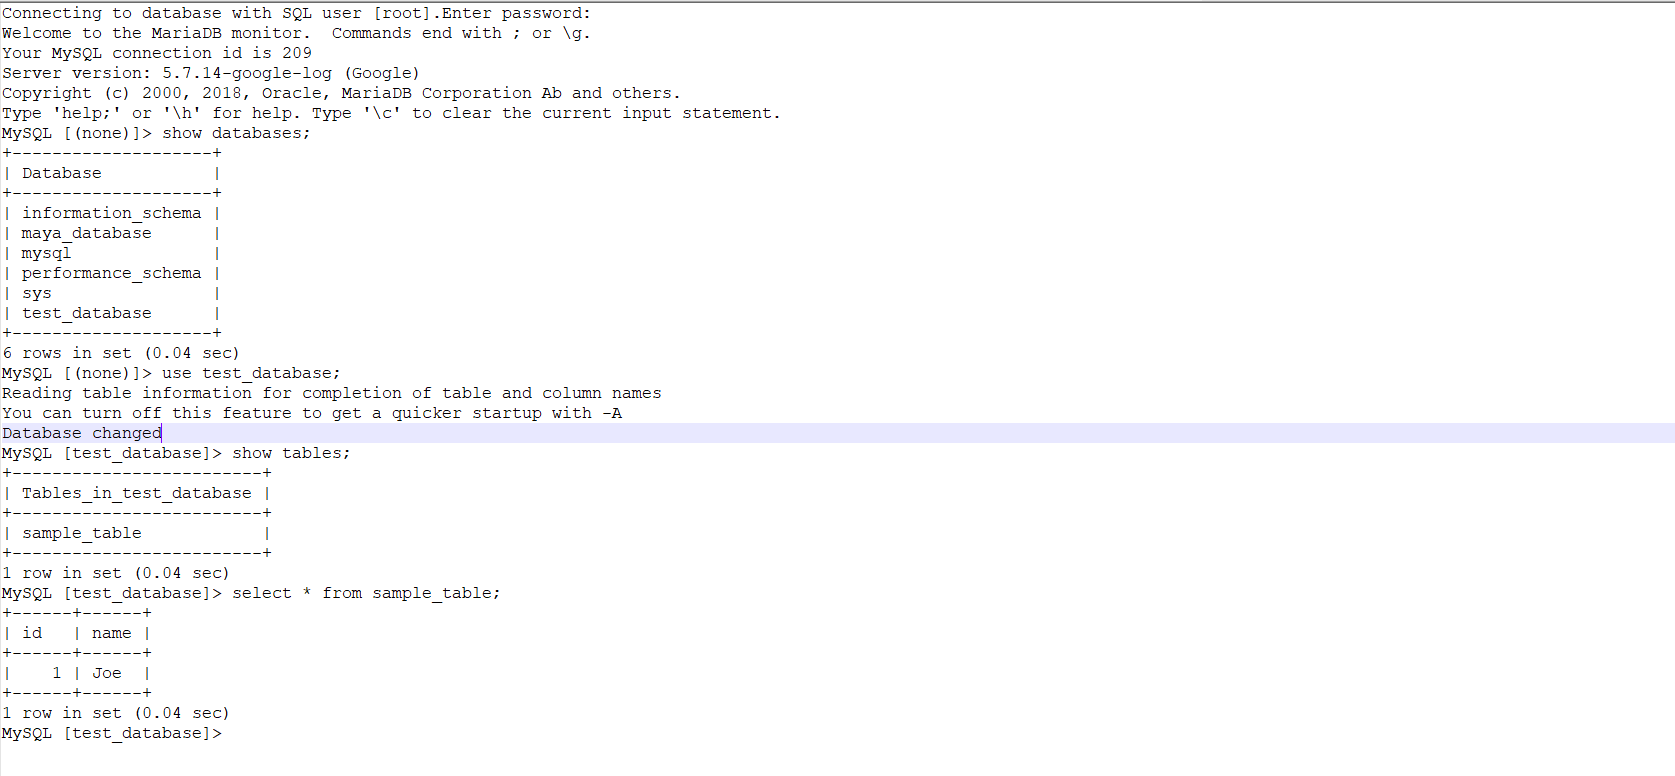 Connecting to database with SQL user [root].Enter password:
Welcome to the MariaDB monitor.  Commands end with ; or \g.
Your MySQL connection id is 209
Server version: 5.7.14-google-log (Google)
Copyright (c) 2000, 2018, Oracle, MariaDB Corporation Ab and others.
Type 'help;' or '\h' for help. Type '\c' to clear the current input statement.
MySQL [(none)]> show databases;
+--------------------+
| Database           |
+--------------------+
| information_schema |
| maya_database      |
| mysql              |
| performance_schema |
| sys                |
| test_database      |
+--------------------+
6 rows in set (0.04 sec)
MySQL [(none)]> use test_database;
Reading table information for completion of table and column names
You can turn off this feature to get a quicker startup with -A
Database changed
MySQL [test_database]> show tables;
+-------------------------+
| Tables_in_test_database |
+-------------------------+
| sample_table            |
+-------------------------+
1 row in set (0.04 sec)
MySQL [test_database]> select * from sample_table;
+------+------+
| id   | name |
+------+------+
|    1 | Joe  |
+------+------+
1 row in set (0.04 sec)
MySQL [test_database]>